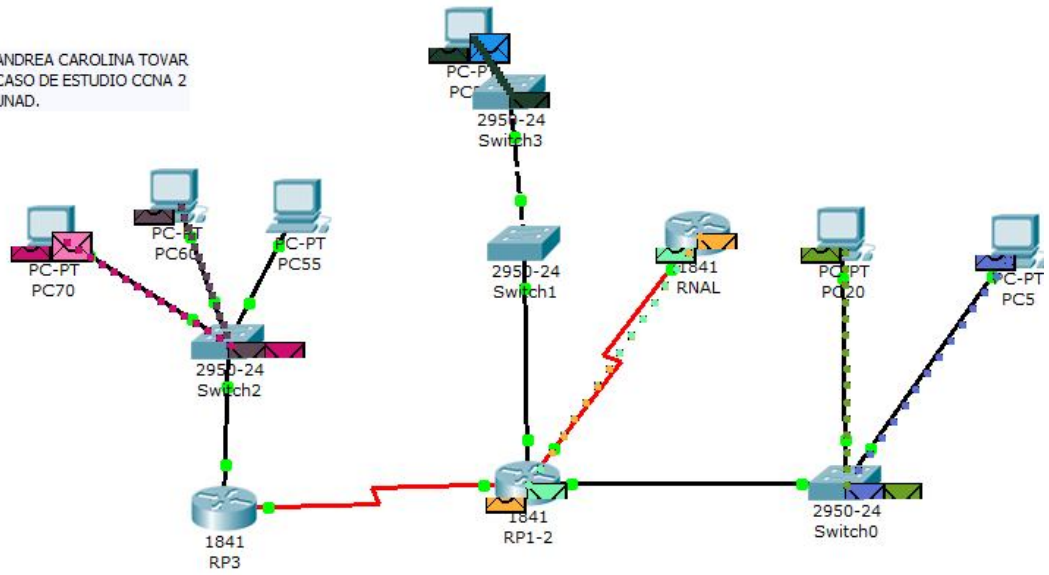 ANDREA CAROLINA TOVAR
CASO DE ESTUDIO CCNA 2
UNAD.
2950-24
Switch3
PC-PT
PC60
PC-PT
PC55
PC-PT
PC70
2950-24
Switch1
1841
RNAL
PC-PT
PC20
PC-PT
PC5
2950-24
Switch2
1841
RP3
1841
RP1-2
2950-24
Switch0